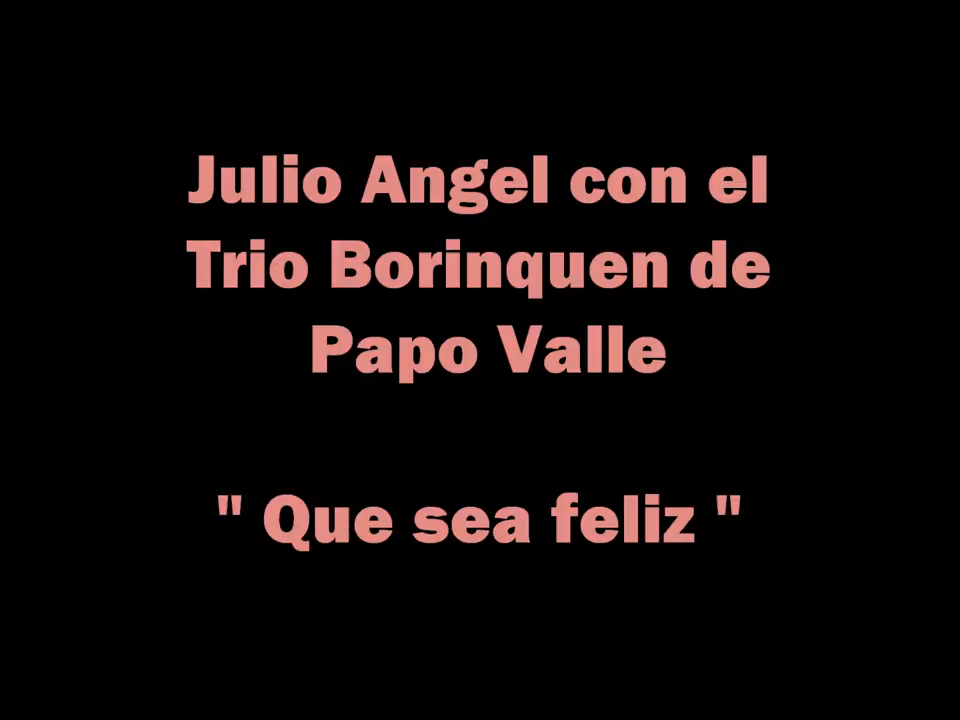 Julio Angel con el
Trio Borinquen de
Papo Valle
" Que sea feliz "